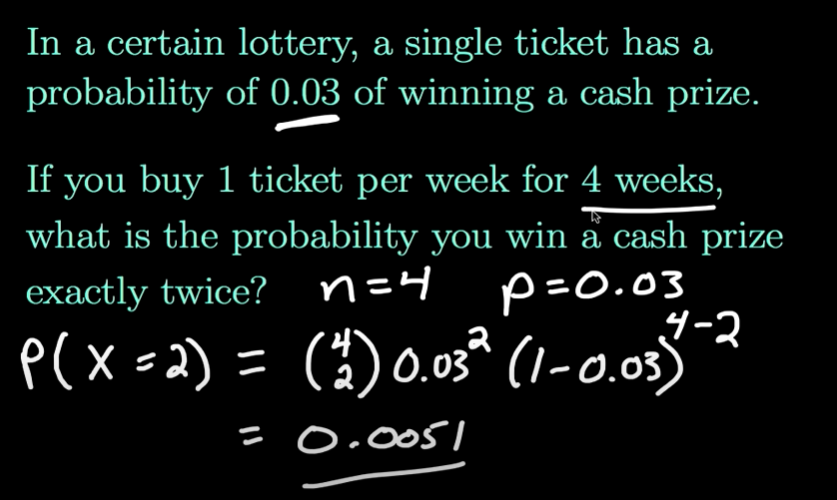 In a certain lottery, a single ticket has a
probability of 0.03 of winning a cash prize.
If you buy 1 ticket per week for 4 weeks,
what is the probability you win a cash prize
exactly twice? n=4 p=0.03
P(X=2) = (4 2) 0.03² (1-0.03)⁴⁻²
= 0.0051